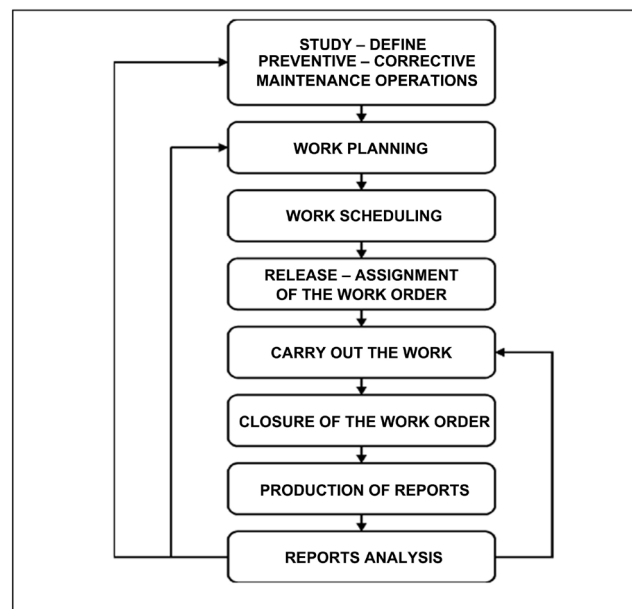 STUDY – DEFINE
PREVENTIVE – CORRECTIVE
MAINTENANCE OPERATIONS
WORK PLANNING
WORK SCHEDULING
RELEASE – ASSIGNMENT
OF THE WORK ORDER
CARRY OUT THE WORK
CLOSURE OF THE WORK ORDER
PRODUCTION OF REPORTS
REPORTS ANALYSIS